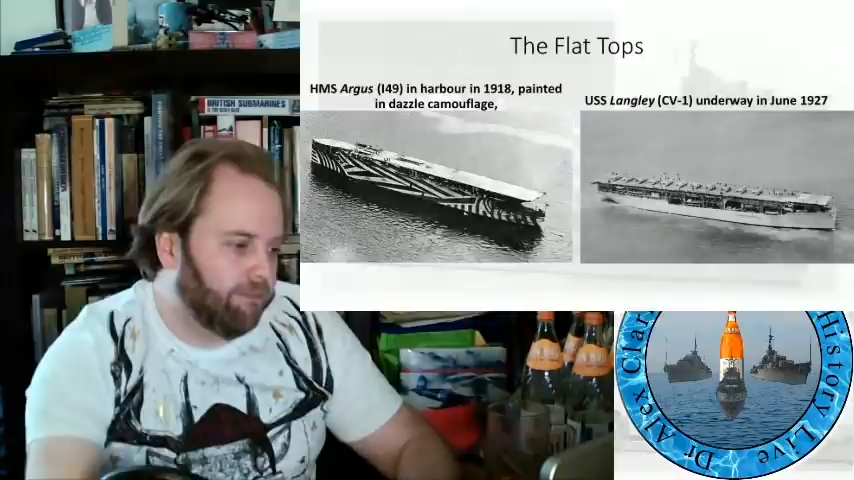 The Flat Tops
HMS Argus (I49) in harbour in 1918, painted
in dazzle camouflage,
USS Langley (CV-1) underway in June 1927
BRITISH SUBMARINES
Dr Alex Clar
History Live